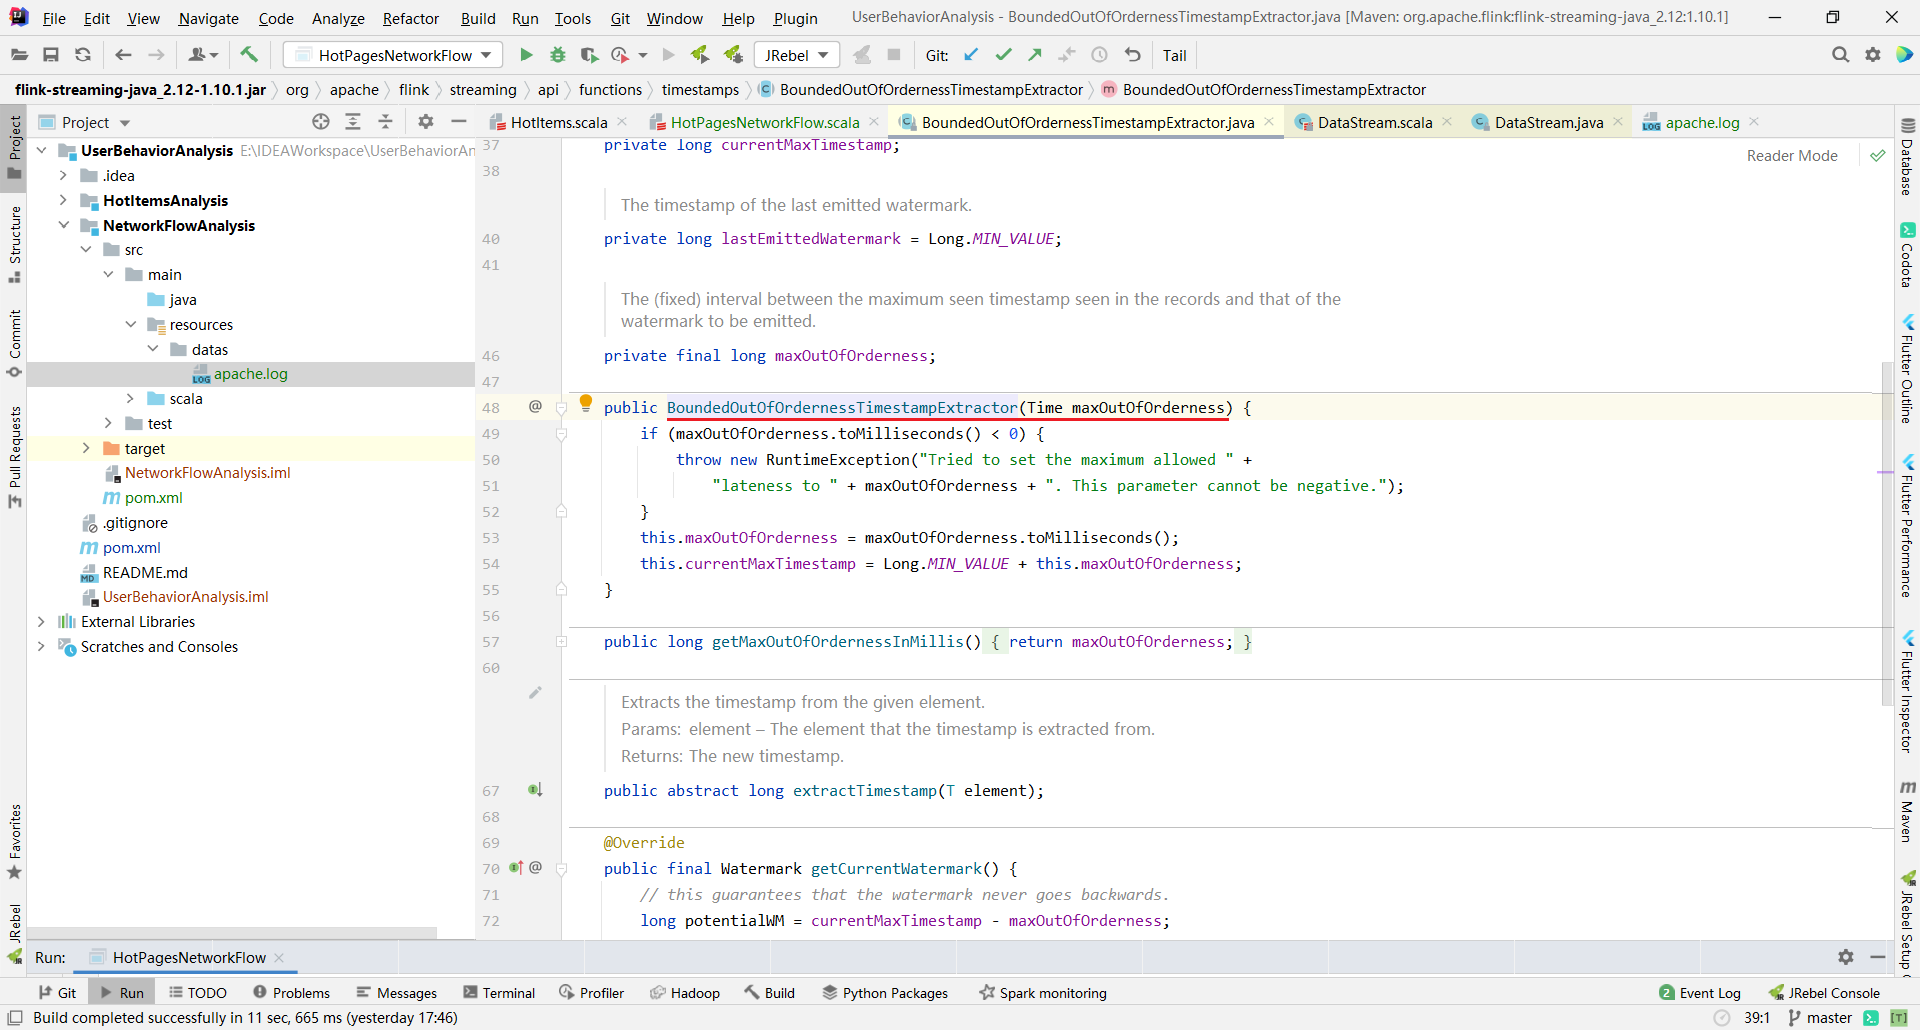 File Edit View Navigate Code Analyze Refactor Build Run Tools Git Window Help Plugin UserBehaviorAnalysis - BoundedOutOfOrdernessTimestampExtractor.java [Maven: org.apache.flink:flink-streaming-java_2.12:1.10.1]
HotPagesNetworkFlow JRebel Git: Tail
flink-streaming-java_2.12-1.10.1.jar org apache flink streaming api functions timestamps BoundedOutOfOrdernessTimestampExtractor BoundedOutOfOrdernessTimestampExtractor
Project HotItems.scala HotPagesNetworkFlow.scala BoundedOutOfOrdernessTimestampExtractor.java DataStream.scala DataStream.java apache.log
Project
Structure
Commit
Pull Requests
Favorites
JRebel
UserBehaviorAnalysis E:\IDEAWorkspace\UserBehaviorAn
.idea
HotItemsAnalysis
NetworkFlowAnalysis
src
main
java
resources
datas
apache.log
scala
test
target
NetworkFlowAnalysis.iml
pom.xml
.gitignore
pom.xml
README.md
UserBehaviorAnalysis.iml
External Libraries
Scratches and Consoles
Reader Mode
37 private long currentMaxTimestamp;
38
The timestamp of the last emitted watermark.
40 private long lastEmittedWatermark = Long.MIN_VALUE;
41
The (fixed) interval between the maximum seen timestamp seen in the records and that of the
watermark to be emitted.
46 private final long maxOutOfOrderness;
47
48 @ public BoundedOutOfOrdernessTimestampExtractor(Time maxOutOfOrderness) {
49 if (maxOutOfOrderness.toMilliseconds() < 0) {
50 throw new RuntimeException("Tried to set the maximum allowed " +
51 "lateness to " + maxOutOfOrderness + ". This parameter cannot be negative.");
52 }
53 this.maxOutOfOrderness = maxOutOfOrderness.toMilliseconds();
54 this.currentMaxTimestamp = Long.MIN_VALUE + this.maxOutOfOrderness;
55 }
56
57 public long getMaxOutOfOrdernessInMillis() { return maxOutOfOrderness; }
60
Extracts the timestamp from the given element.
Params: element – The element that the timestamp is extracted from.
Returns: The new timestamp.
67 public abstract long extractTimestamp(T element);
68
69 @Override
70 @ public final Watermark getCurrentWatermark() {
71 // this guarantees that the watermark never goes backwards.
72 long potentialWM = currentMaxTimestamp - maxOutOfOrderness;
Database
Codota
Flutter Outline
Flutter Performance
Flutter Inspector
Maven
JRebel Setup
Run: HotPagesNetworkFlow
Git Run TODO Problems Messages Terminal Profiler Hadoop Build Python Packages Spark monitoring 2 Event Log JRebel Console
Build completed successfully in 11 sec, 665 ms (yesterday 17:46) 39:1 master [T]